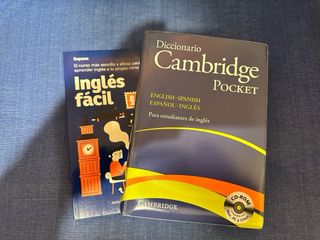 Espasa
El curso más sencillo y eficaz para
aprender inglés a tu propio ritmo
Inglés
fácil
Diccionario
Cambridge
POCKET
ENGLISH · SPANISH
ESPAÑOL · INGLÉS
Para estudiantes de inglés
CAMBRIDGE
CD-ROM